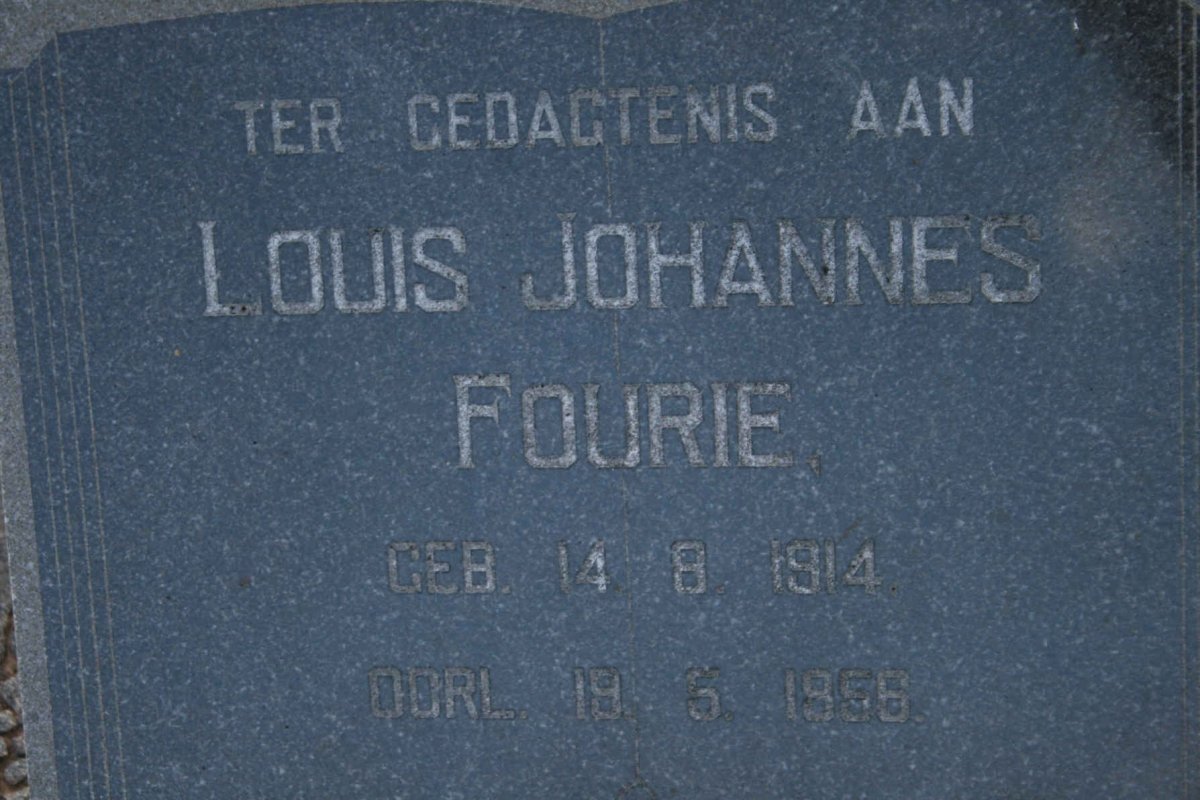 TER GEDAGTENIS AAN
LOUIS JOHANNES
FOURIE,
GEB. 14. 8. 1914.
OORL. 19. 5. 1956.